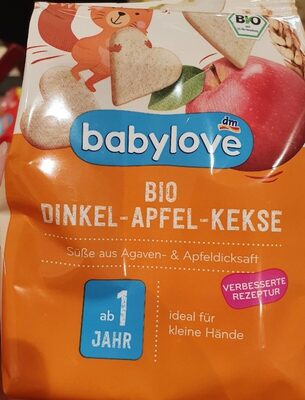 BIO
dm
babylove
BIO
DINKEL-APFEL-KEKSE
Süße aus Agaven- & Apfeldicksaft
VERBESSERTE
REZEPTUR
ab 1
JAHR
ideal für
kleine Hände